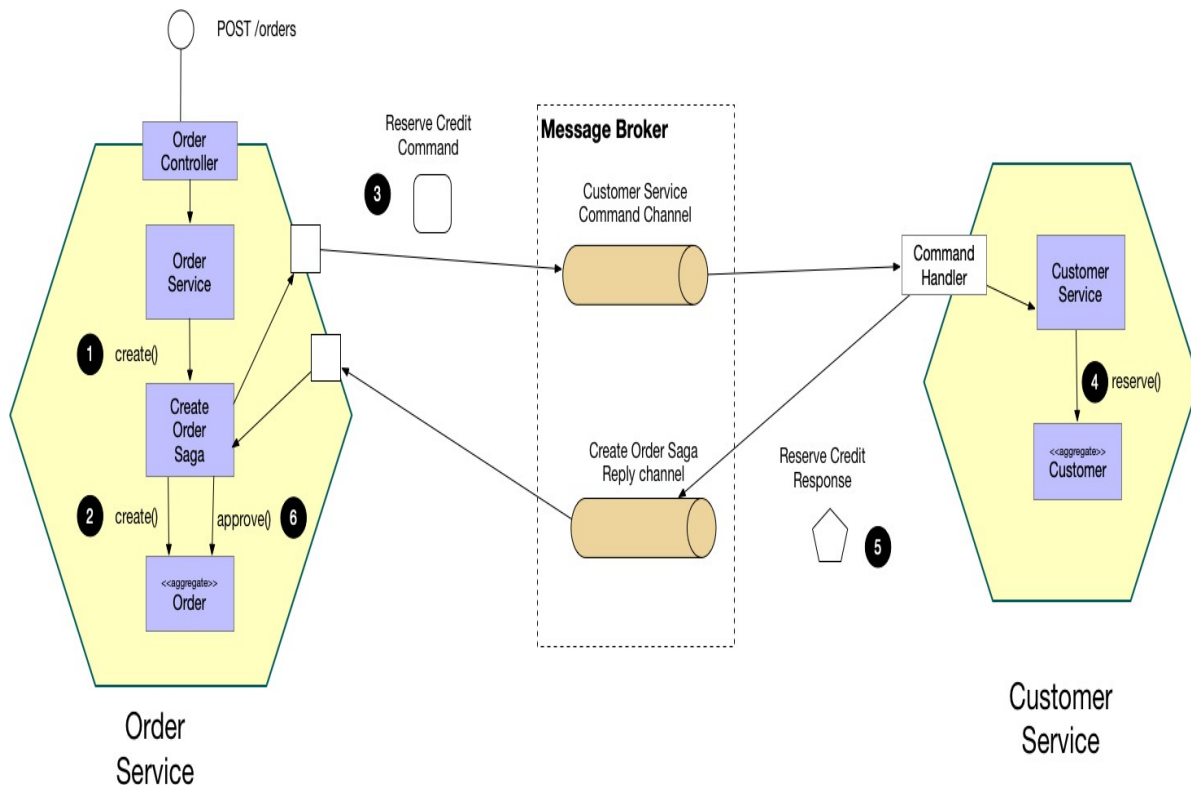 POST /orders
Order
Controller
Order
Service
1
create()
Create
Order
Saga
2
create()
approve()
6
<<aggregate>>
Order
Order
Service
Reserve Credit
Command
3
Message Broker
Customer Service
Command Channel
Create Order Saga
Reply channel
Reserve Credit
Response
5
Command
Handler
Customer
Service
4
reserve()
<<aggregate>>
Customer
Customer
Service